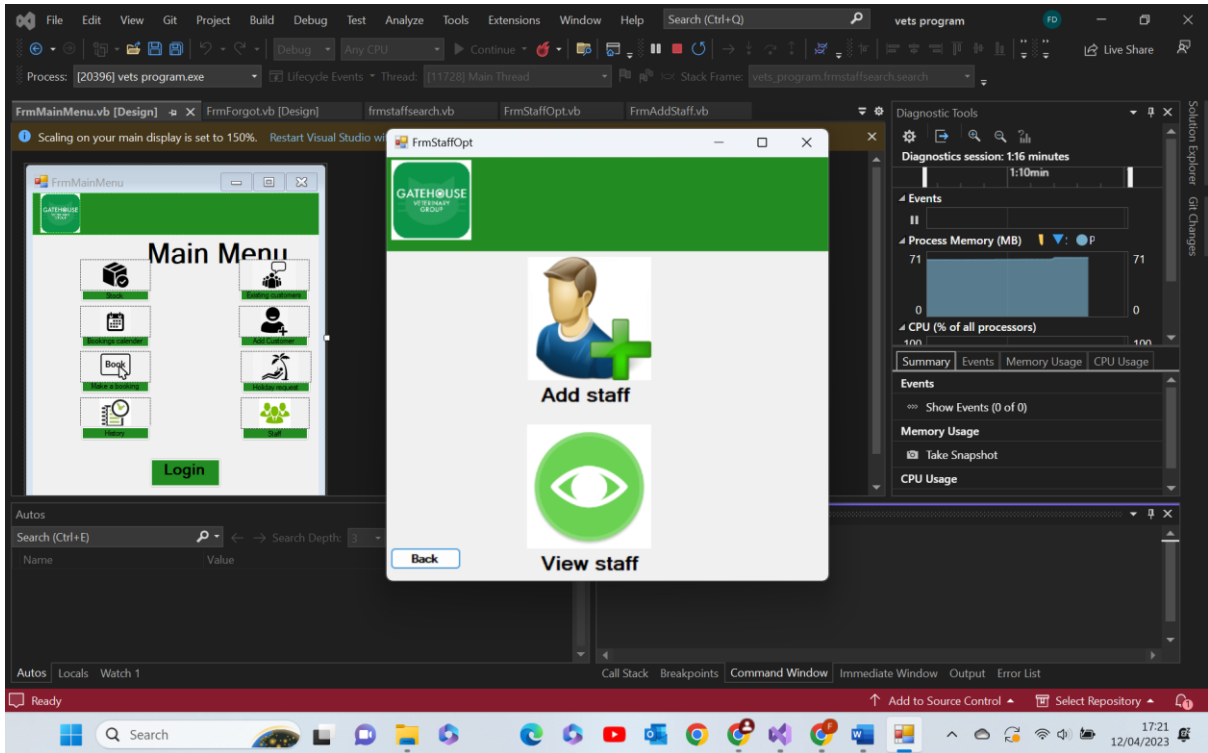 File Edit View Git Project Build Debug Test Analyze Tools Extensions Window Help Search (Ctrl+Q) vets program FD
Debug Any CPU Continue Live Share
Process: [20396] vets program.exe Lifecycle Events Thread: [11728] Main Thread Stack Frame: vets_program.frmstaffsearch.search
FrmMainMenu.vb [Design] FrmForgot.vb [Design] frmstaffsearch.vb FrmStaffOpt.vb FrmAddStaff.vb
Scaling on your main display is set to 150%. Restart Visual Studio wi
FrmMainMenu
GATEHOUSE
Main Menu
Stock
Existing customers
Bookings calender
Add Customer
Book
Make a booking
Holiday request
History
Staff
Login
FrmStaffOpt
GATEHOUSE
VETERINARY
GROUP
Add staff
View staff
Back
Diagnostic Tools
Diagnostics session: 1:16 minutes
1:10min
Events
Process Memory (MB) P
71 71
0 0
CPU (% of all processors)
100 100
Summary Events Memory Usage CPU Usage
Events
Show Events (0 of 0)
Memory Usage
Take Snapshot
CPU Usage
Solution Explorer
Git Changes
Autos
Search (Ctrl+E) Search Depth: 3
Name Value
Autos Locals Watch 1
Call Stack Breakpoints Command Window Immediate Window Output Error List
Ready Add to Source Control Select Repository
Search
17:21
12/04/2023